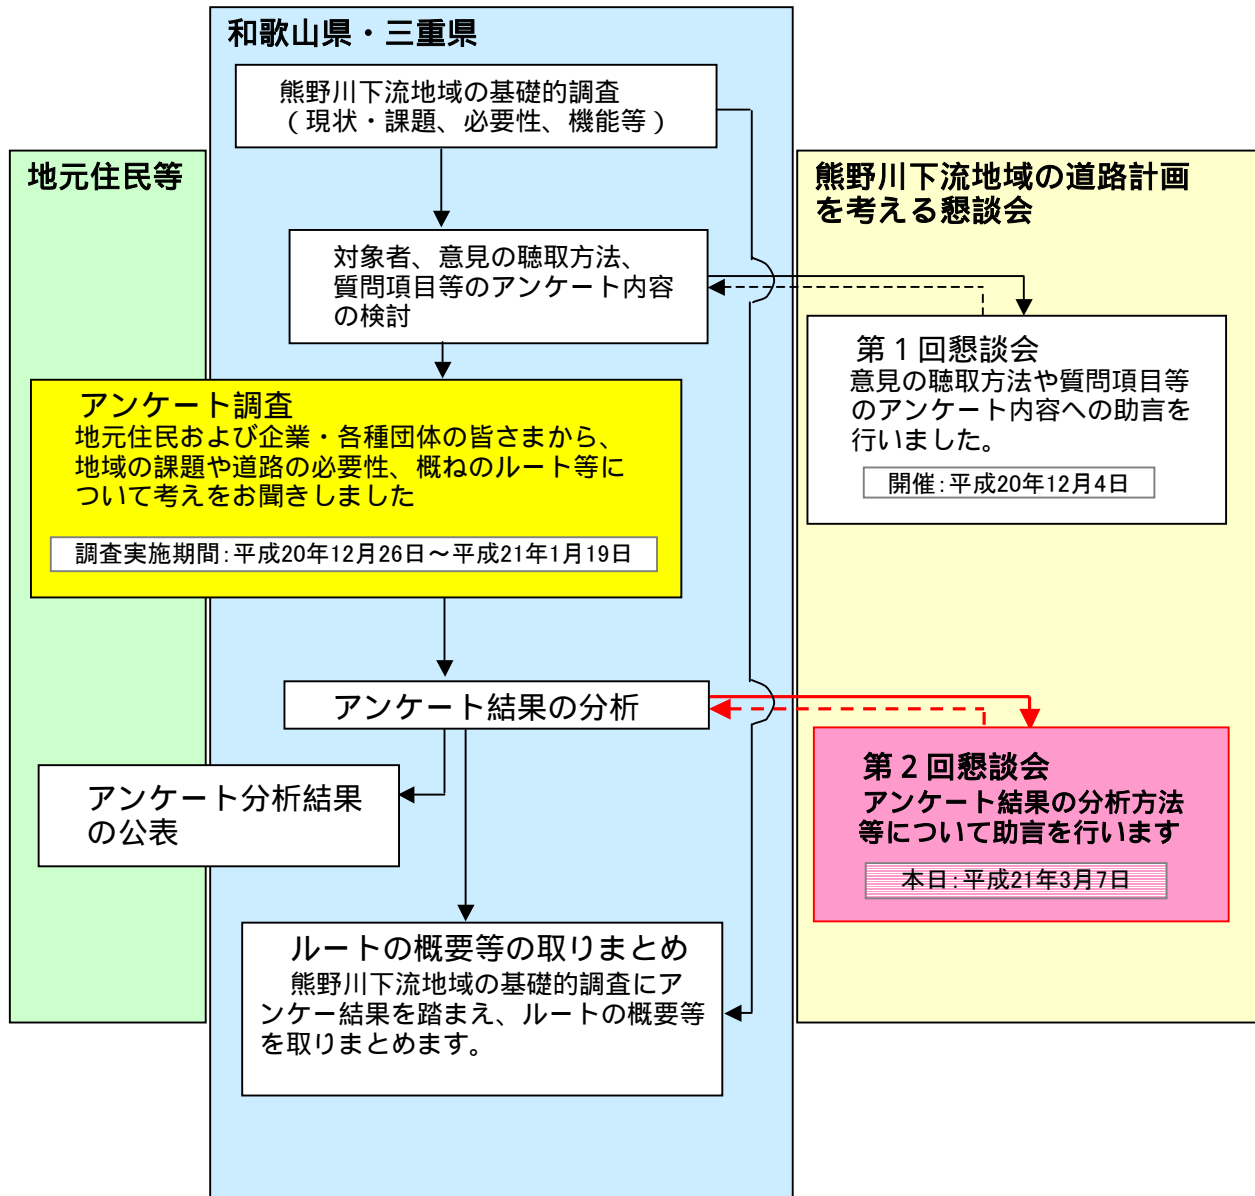 和歌山県・三重県
熊野川下流地域の基礎的調査
(現状・課題、必要性、機能等)
地元住民等
熊野川下流地域の道路計画
を考える懇談会
対象者、意見の聴取方法、
質問項目等のアンケート内容
の検討
第1回懇談会
意見の聴取方法や質問項目等
のアンケート内容への助言を
行いました。
開催:平成20年12月4日
アンケート調査
地元住民および企業・各種団体の皆さまから、
地域の課題や道路の必要性、概ねのルート等に
ついて考えをお聞きしました
調査実施期間:平成20年12月26日～平成21年1月19日
アンケート結果の分析
第2回懇談会
アンケート結果の分析方法
等について助言を行います
本日:平成21年3月7日
アンケート分析結果
の公表
ルートの概要等の取りまとめ
熊野川下流地域の基礎的調査にア
ンケー結果を踏まえ、ルートの概要等
を取りまとめます。